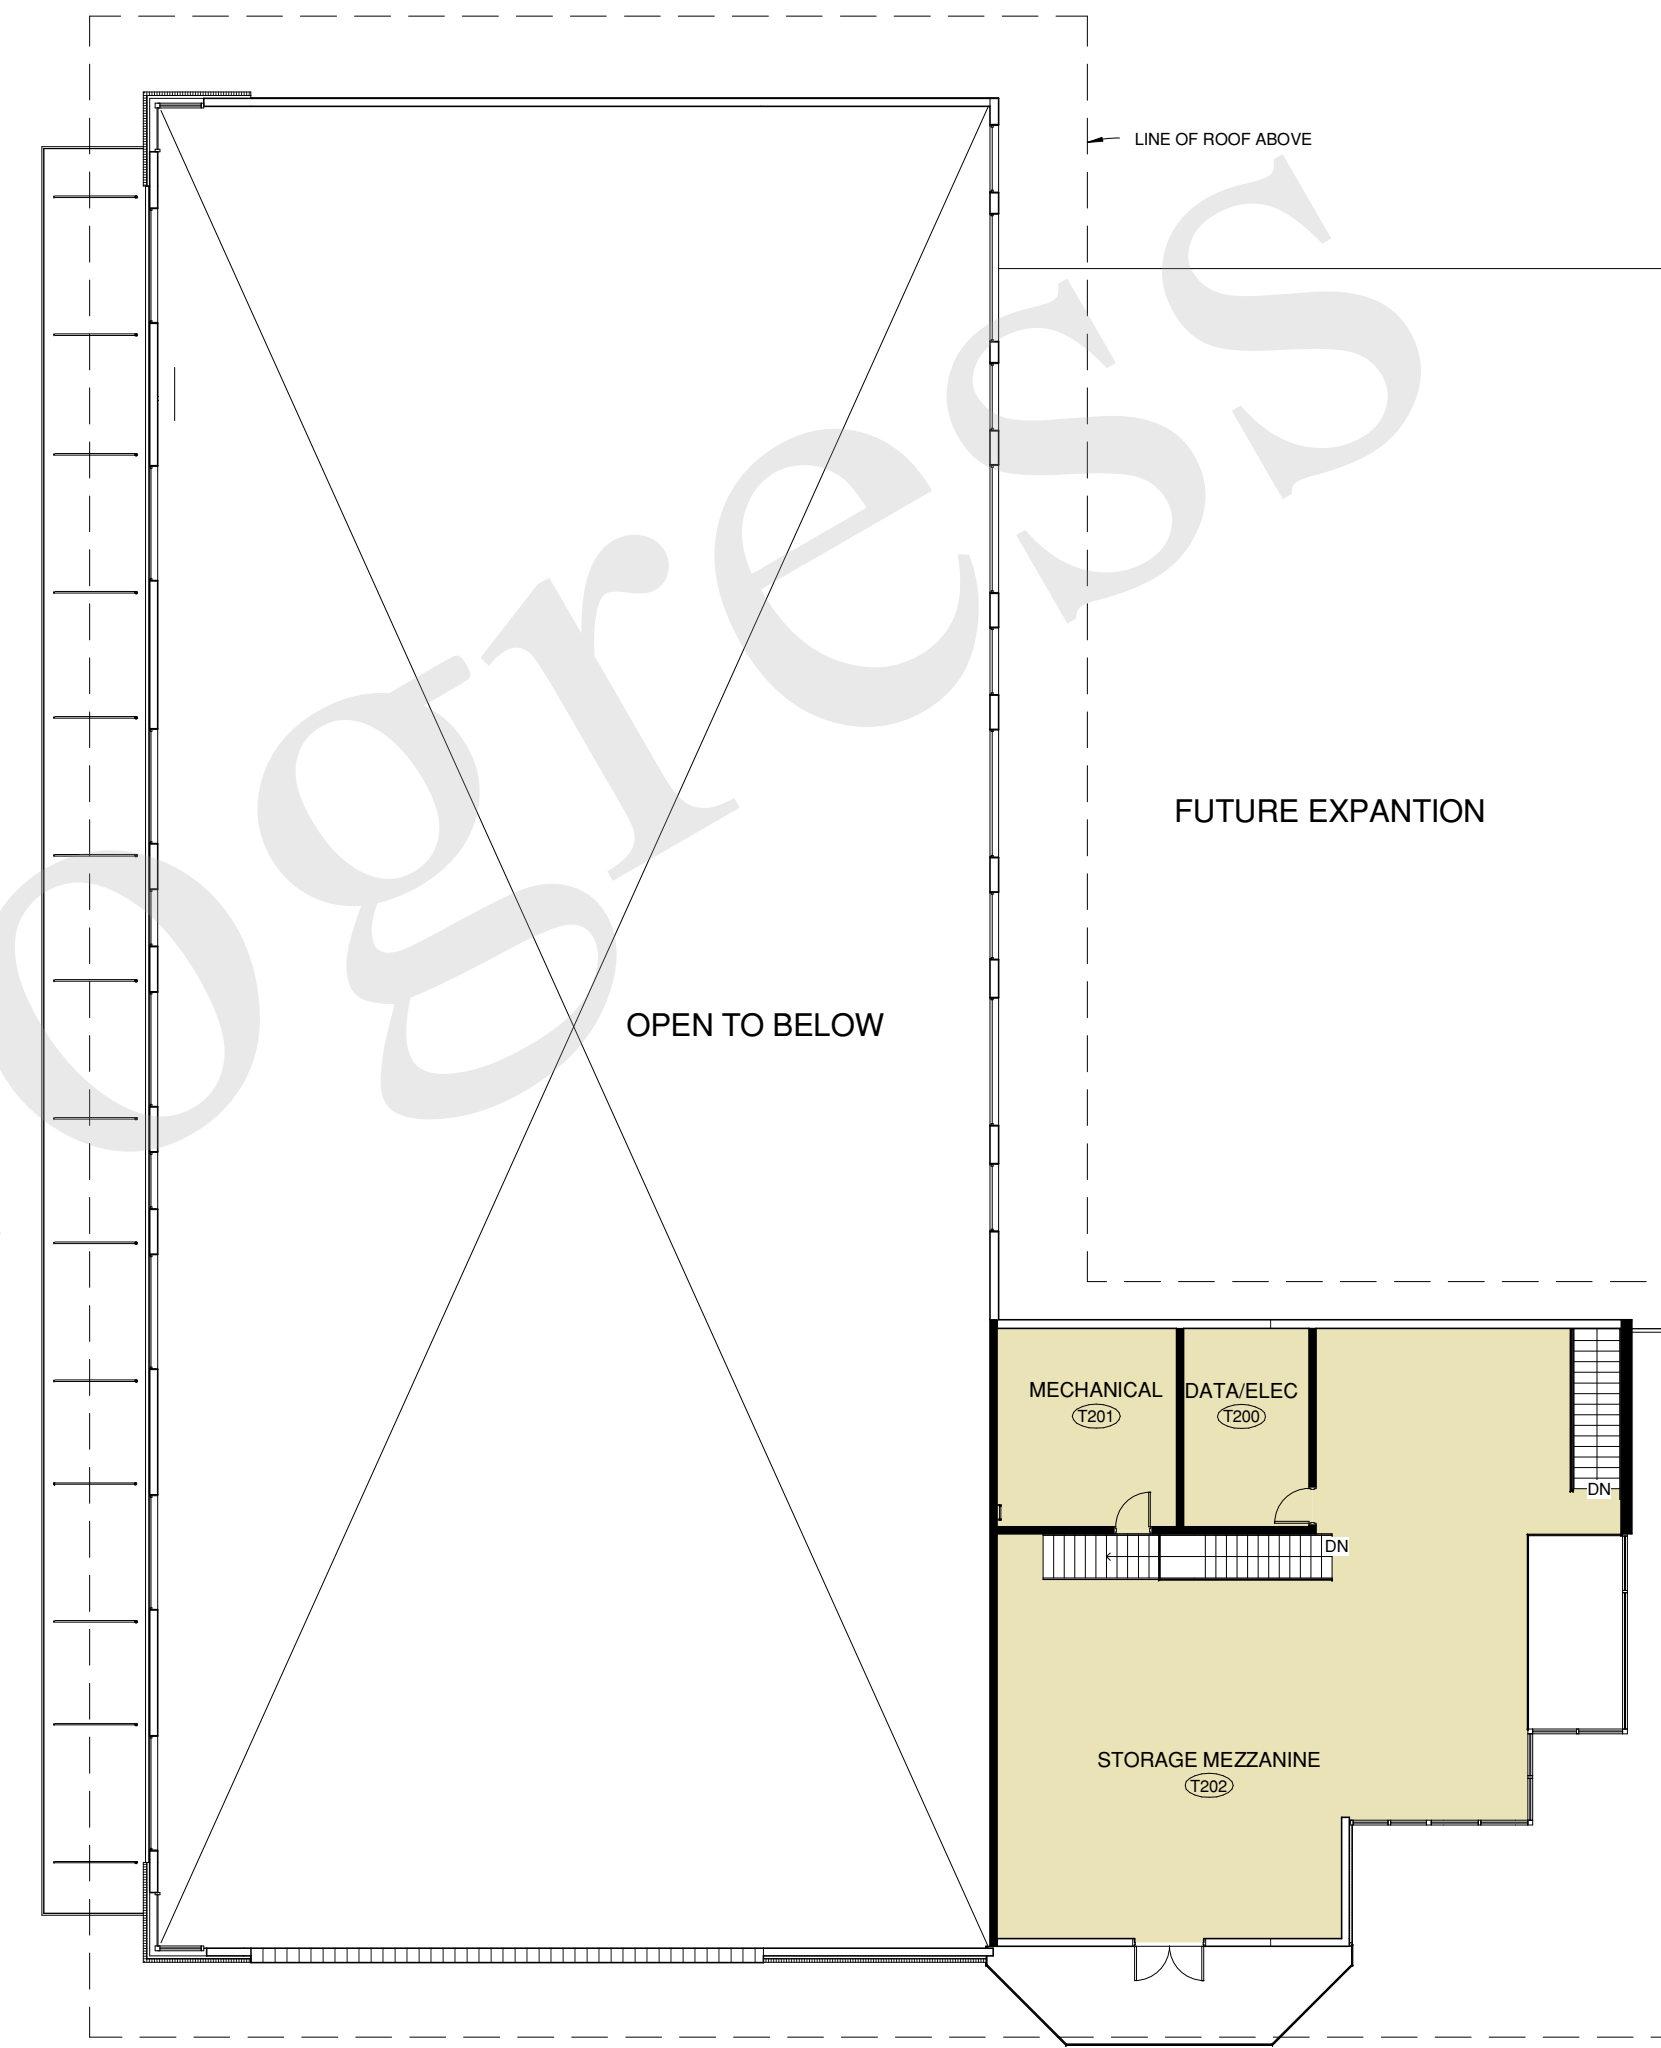 LINE OF ROOF ABOVE
ogress
FUTURE EXPANTION
OPEN TO BELOW
MECHANICAL
T201
DATA/ELEC
T200
DN
DN
STORAGE MEZZANINE
T202